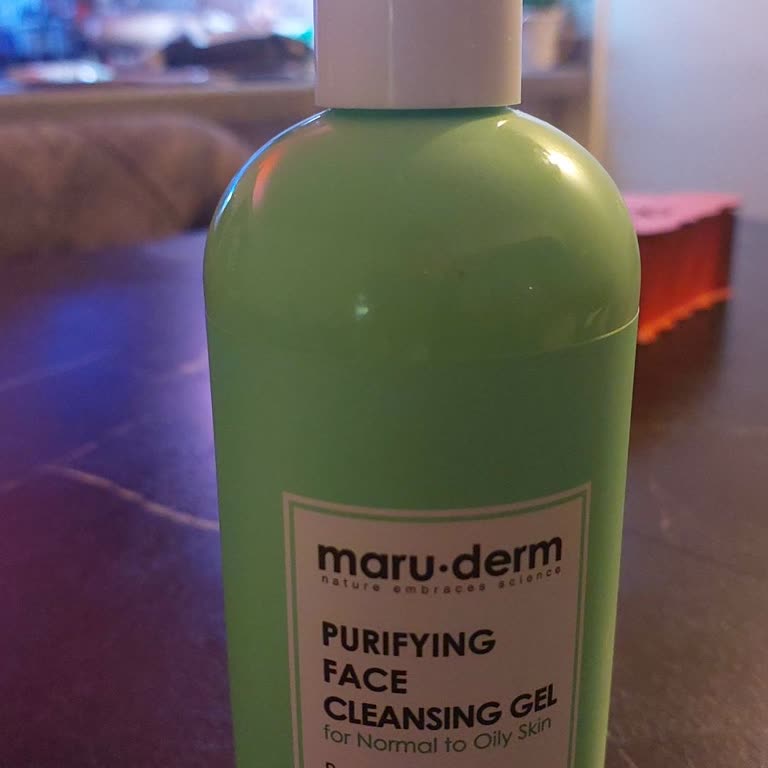 maru·derm
nature embraces science
PURIFYING
FACE
CLEANSING GEL
for Normal to Oily Skin